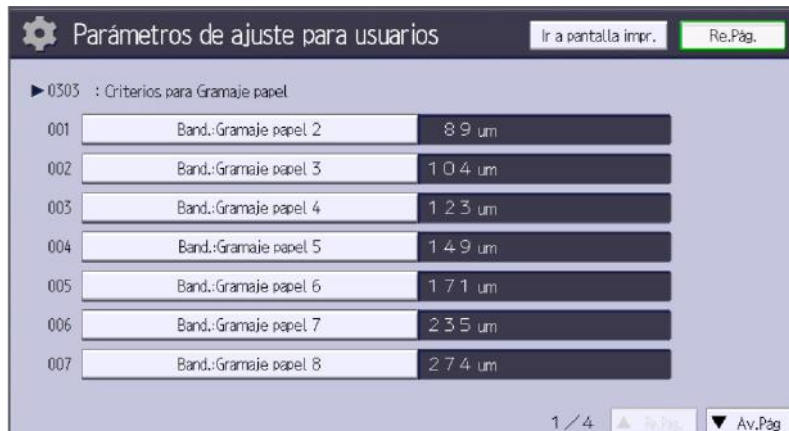 Parámetros de ajuste para usuarios Ir a pantalla impr. Re.Pág.
▶0303 : Criterios para Gramaje papel
001 Band.:Gramaje papel 2 89 um
002 Band.:Gramaje papel 3 104 um
003 Band.:Gramaje papel 4 123 um
004 Band.:Gramaje papel 5 149 um
005 Band.:Gramaje papel 6 171 um
006 Band.:Gramaje papel 7 235 um
007 Band.:Gramaje papel 8 274 um
1/4 ▲ Re.Pág. ▼ Av.Pág